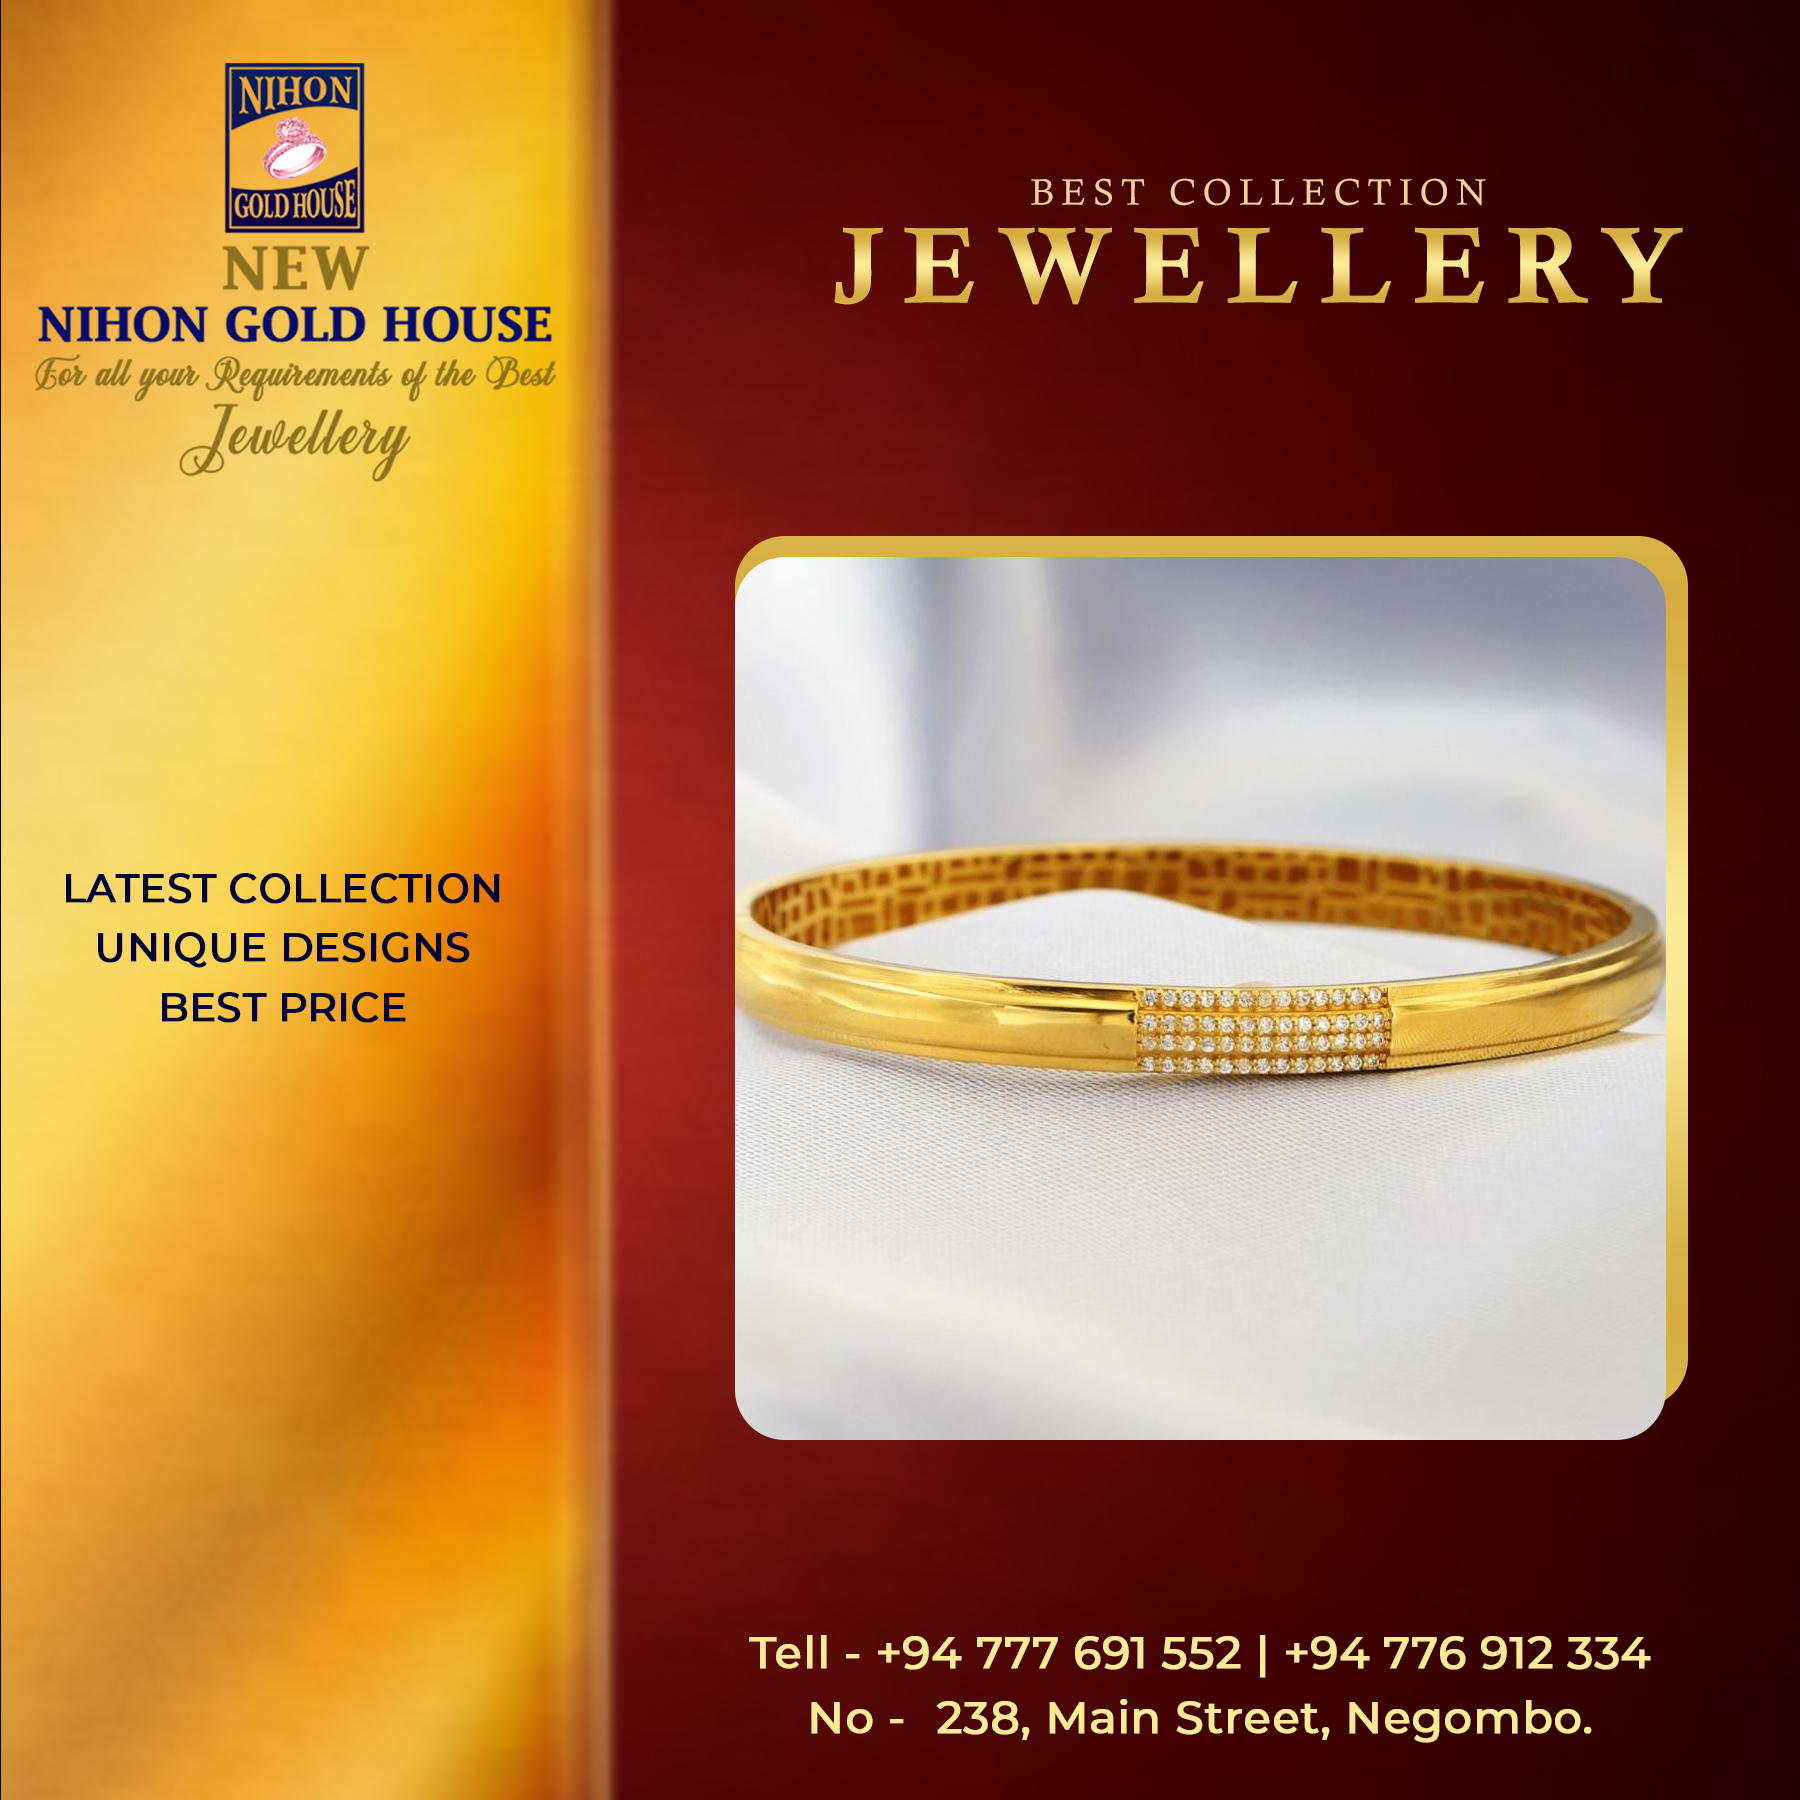 NIHON
GOLD HOUSE
NEW
NIHON GOLD HOUSE
For all your Requirements of the Best
Jewellery
BEST COLLECTION
JEWELLERY
LATEST COLLECTION
UNIQUE DESIGNS
BEST PRICE
Tell - +94 777 691 552 | +94 776 912 334
No - 238, Main Street, Negombo.